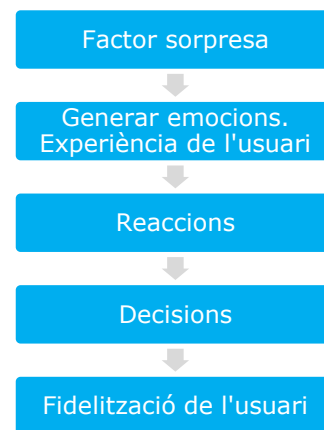 Factor sorpresa
Generar emocions.
Experiència de l'usuari
Reaccions
Decisions
Fidelització de l'usuari